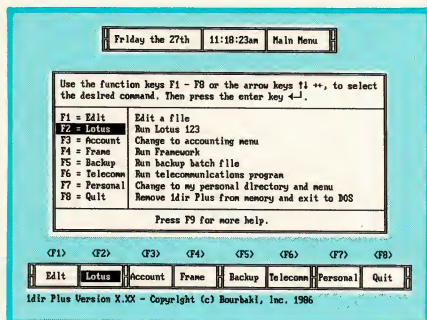 Friday the 27th 11:18:23am Main Menu
Use the function keys F1 - F8 or the arrow keys ↑↓ ↔, to select
the desired command. Then press the enter key ↵.
F1 = Edit Edit a file
F2 = Lotus Run Lotus 123
F3 = Account Change to accounting menu
F4 = Frame Run Framework
F5 = Backup Run backup batch file
F6 = Telecomm Run telecommunications program
F7 = Personal Change to my personal directory and menu
F8 = Quit Remove 1dir Plus from memory and exit to DOS
Press F9 for more help.
<F1> <F2> <F3> <F4> <F5> <F6> <F7> <F8>
Edit Lotus Account Frame Backup Telecomm Personal Quit
1dir Plus Version X.XX - Copyright (c) Bourbaki, Inc. 1986